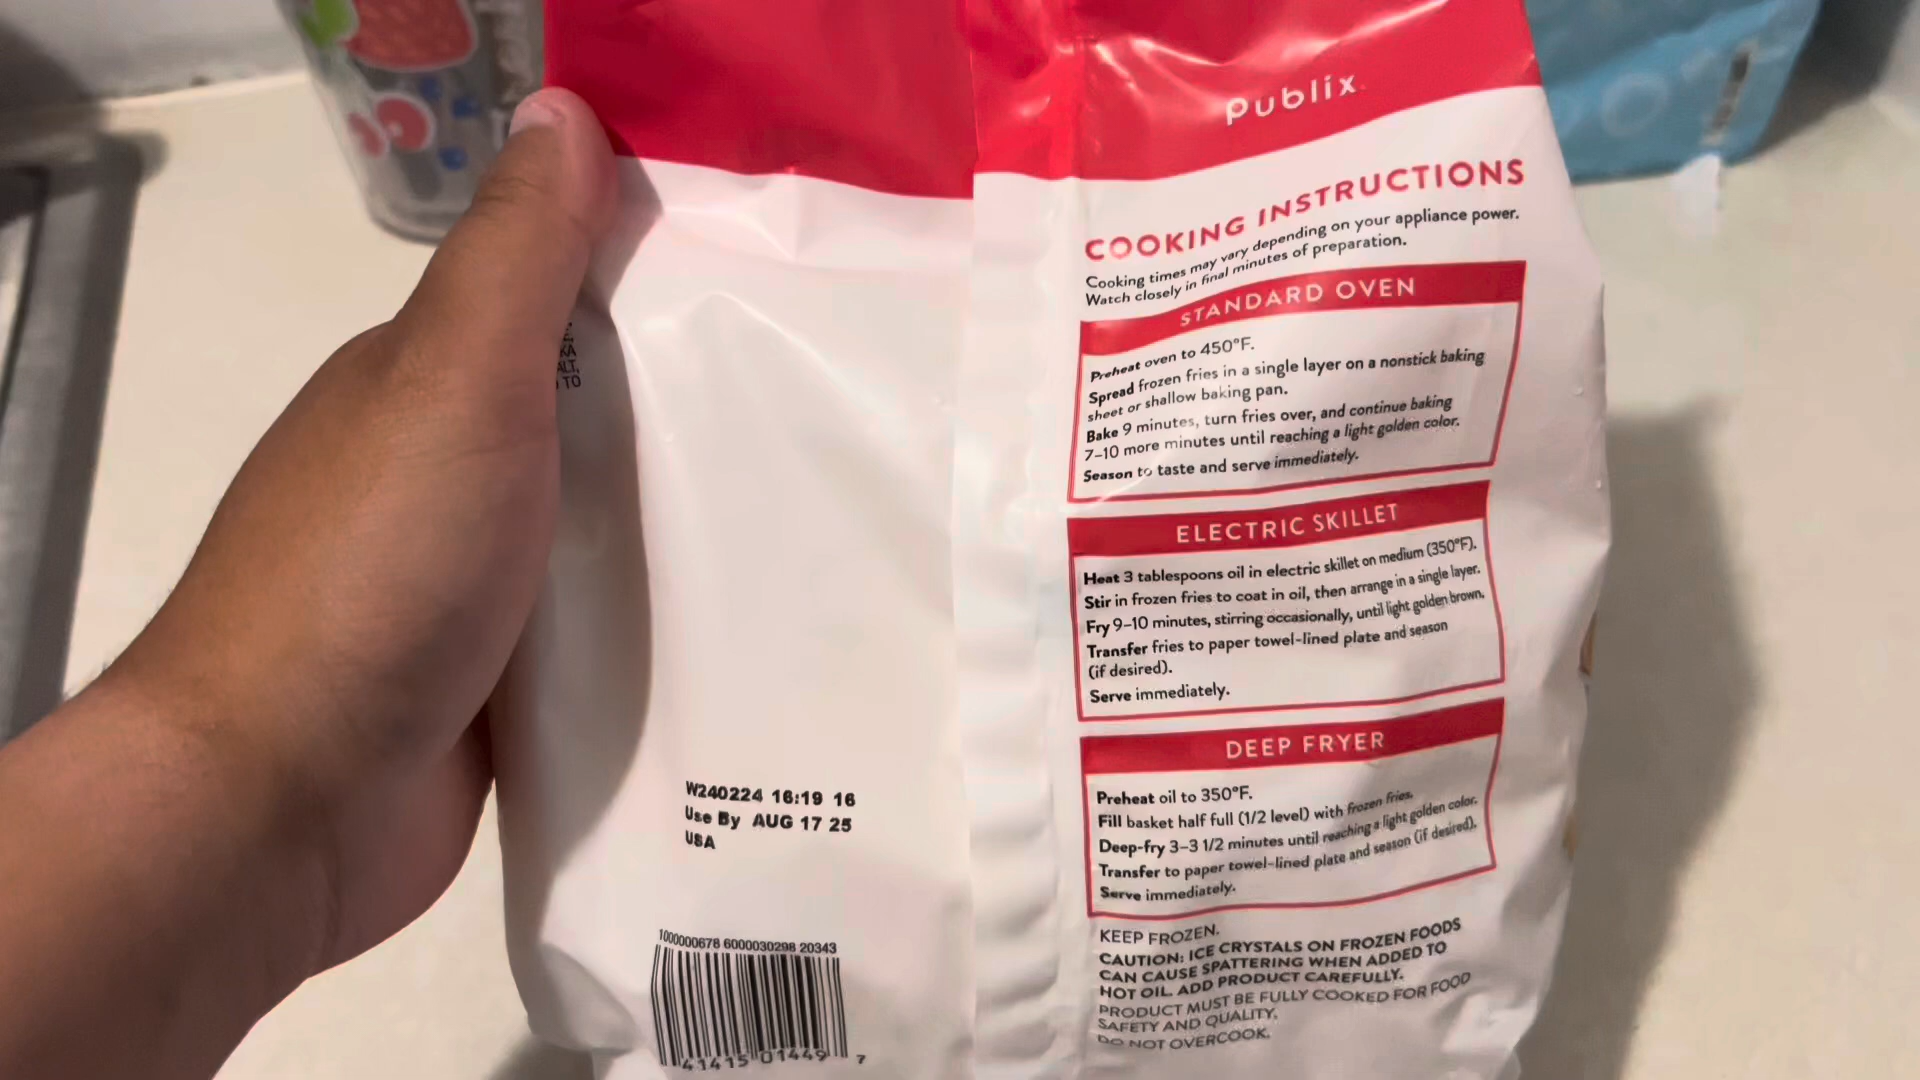 Publix
COOKING INSTRUCTIONS
Cooking times may vary depending on your appliance power.
Watch closely in final minutes of preparation.
STANDARD OVEN
Preheat oven to 450°F.
Spread frozen fries in a single layer on a nonstick baking
sheet or shallow baking pan.
Bake 9 minutes, turn fries over, and continue baking
7–10 more minutes until reaching a light golden color.
Season to taste and serve immediately.
ELECTRIC SKILLET
Heat 3 tablespoons oil in electric skillet on medium (350°F).
Stir in frozen fries to coat in oil, then arrange in a single layer.
Fry 9–10 minutes, stirring occasionally, until light golden brown.
Transfer fries to paper towel-lined plate and season
(if desired).
Serve immediately.
DEEP FRYER
Preheat oil to 350°F.
Fill basket half full (1/2 level) with frozen fries.
Deep-fry 3–3 1/2 minutes until reaching a light golden color.
Transfer to paper towel-lined plate and season (if desired).
Serve immediately.
KEEP FROZEN.
CAUTION: ICE CRYSTALS ON FROZEN FOODS
CAN CAUSE SPATTERING WHEN ADDED TO
HOT OIL. ADD PRODUCT CAREFULLY.
PRODUCT MUST BE FULLY COOKED FOR FOOD
SAFETY AND QUALITY.
DO NOT OVERCOOK.
KA
ALT,
TO
W240224 16:19 16
Use By AUG 17 25
USA
1000000678 6000030298 20343
41415 01449 7